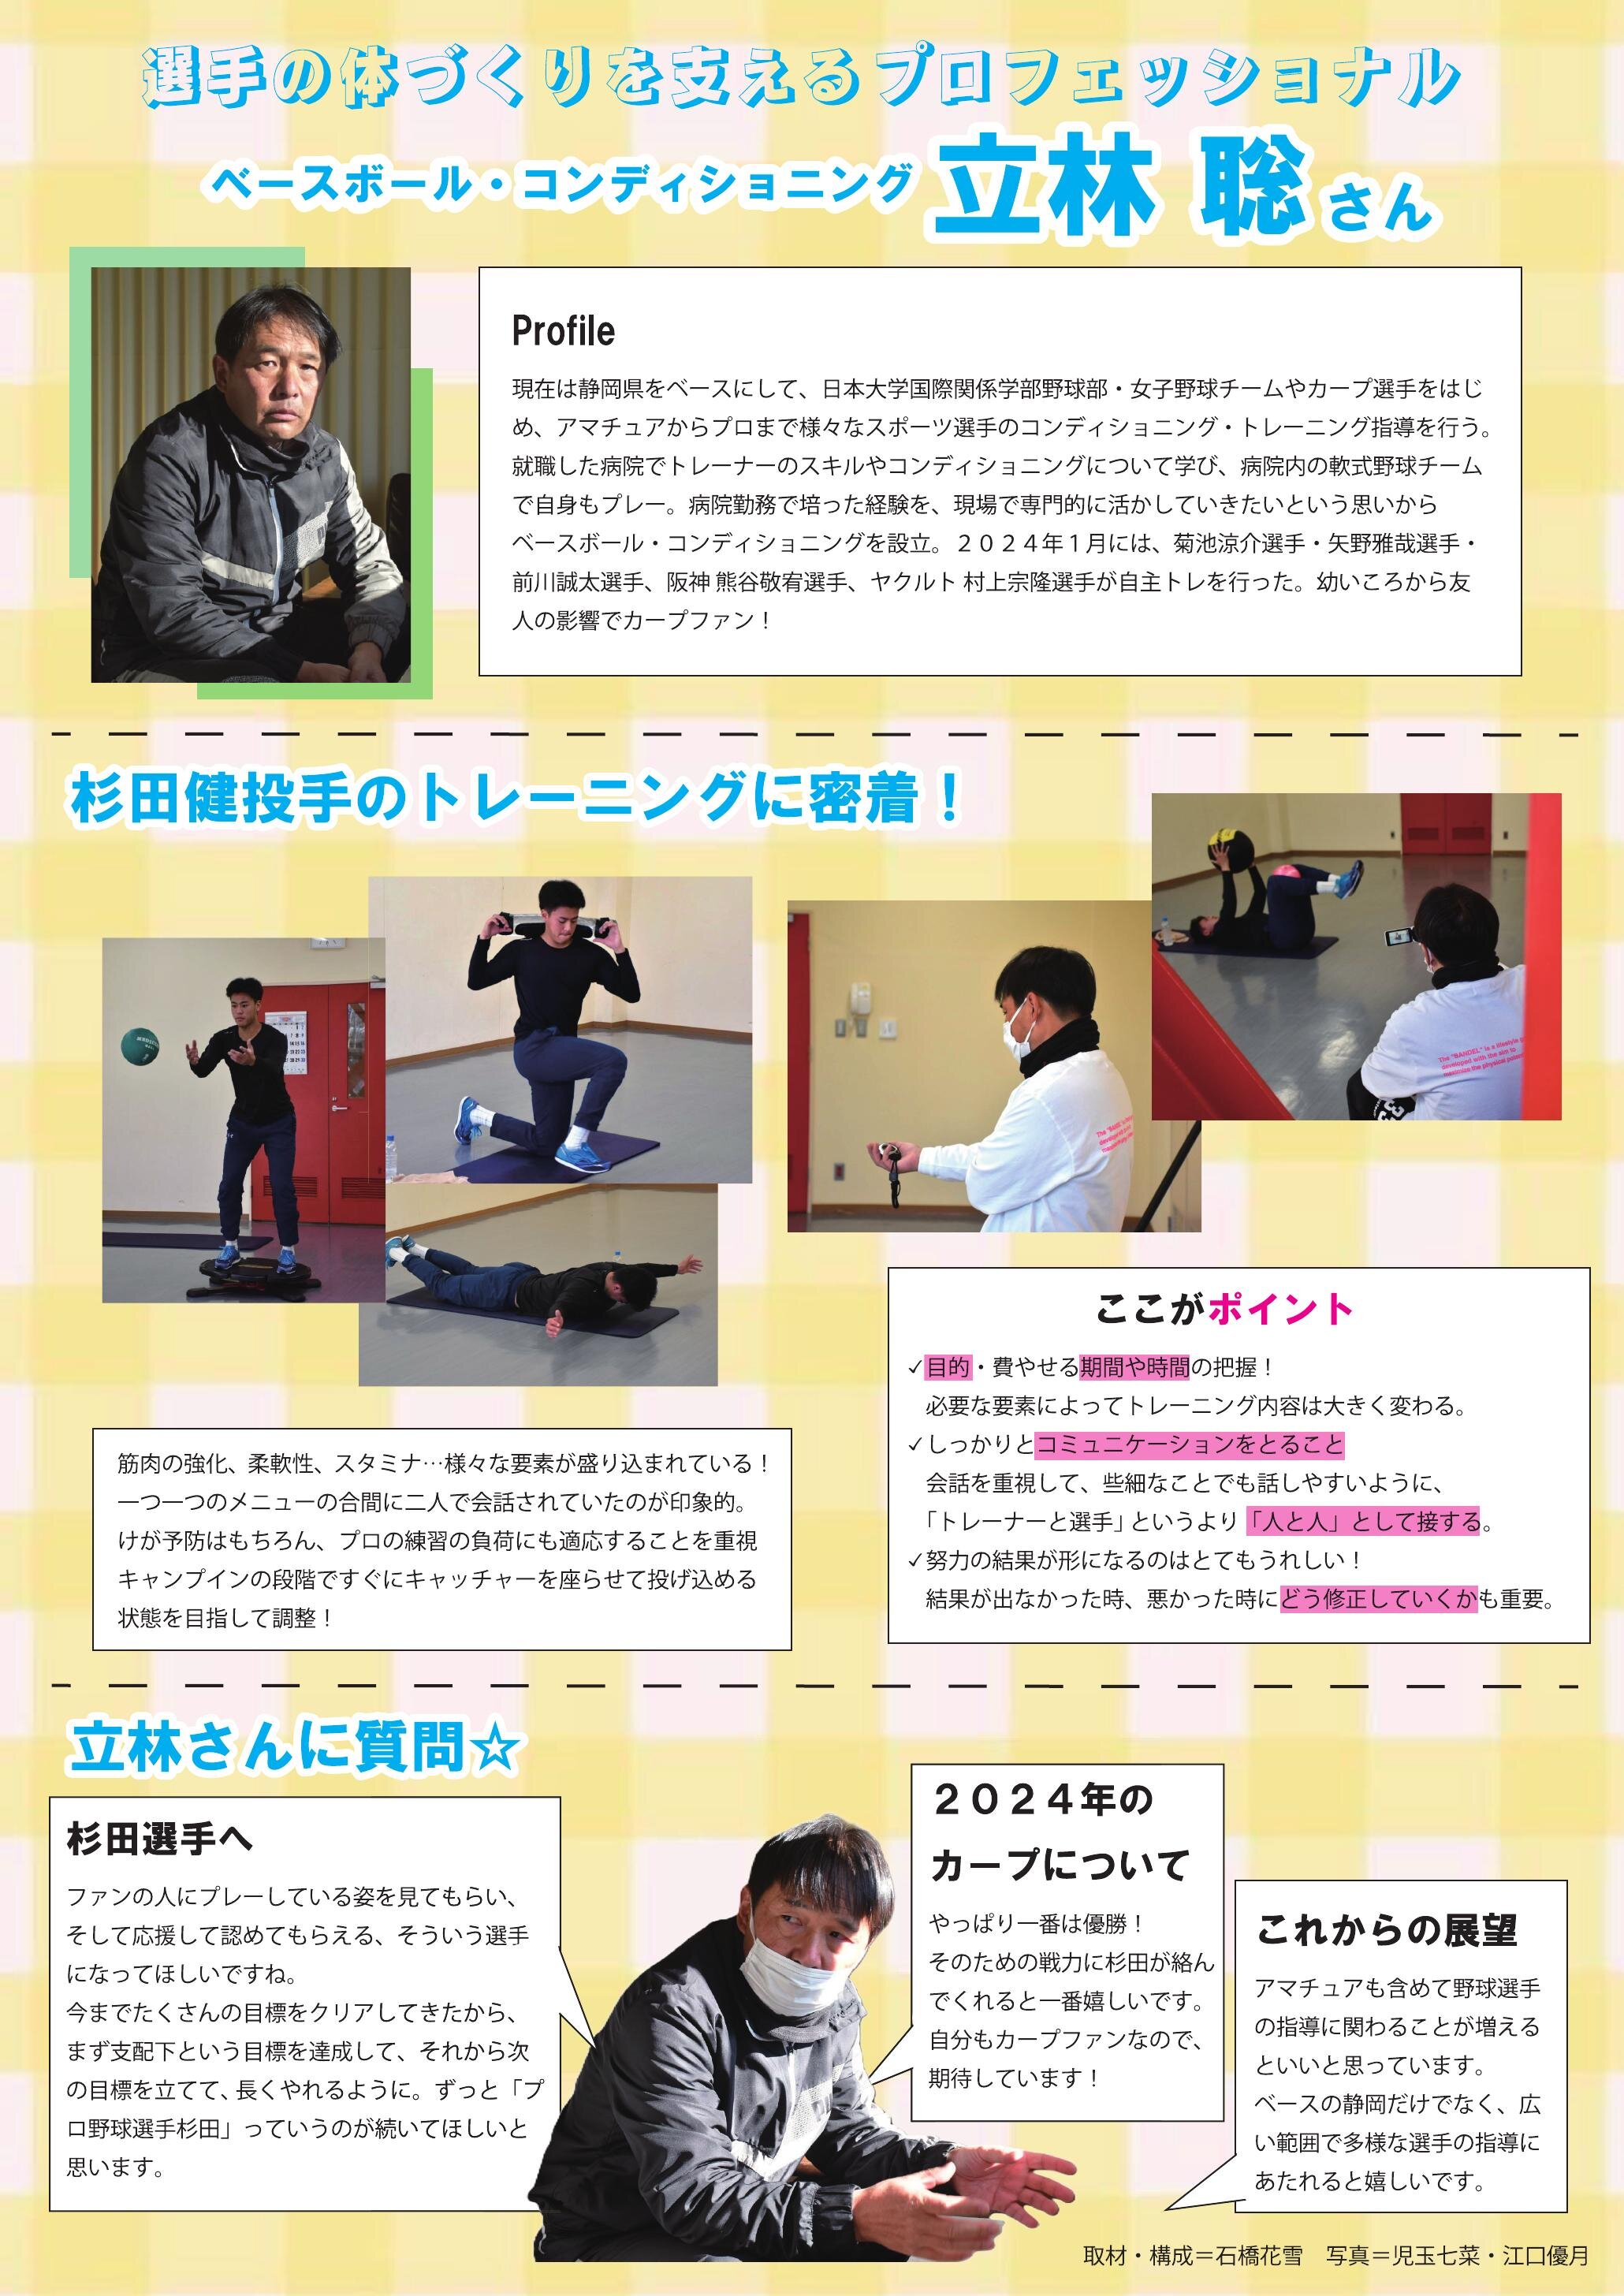 選手の体づくりを支えるプロフェッショナル
ベースボール・コンディショニング 立林 聡さん
Profile
現在は静岡県をベースにして、日本大学国際関係学部野球部・女子野球チームやカープ選手をはじ
め、アマチュアからプロまで様々なスポーツ選手のコンディショニング・トレーニング指導を行う。
就職した病院でトレーナーのスキルやコンディショニングについて学び、病院内の軟式野球チーム
で自身もプレー。病院勤務で培った経験を、現場で専門的に活かしていきたいという思いから
ベースボール・コンディショニングを設立。２０２４年１月には、菊池涼介選手・矢野雅哉選手・
前川誠太選手、阪神 熊谷敬宥選手、ヤクルト 村上宗隆選手が自主トレを行った。幼いころから友
人の影響でカープファン！
杉田健投手のトレーニングに密着！
The "BANDEL" is a lifestyle
developed with the aim to
maximize the physical
筋肉の強化、柔軟性、スタミナ…様々な要素が盛り込まれている！
一つ一つのメニューの合間に二人で会話されていたのが印象的。
けが予防はもちろん、プロの練習の負荷にも適応することを重視
キャンプインの段階ですぐにキャッチャーを座らせて投げ込める
状態を目指して調整！
ここがポイント
✓目的・費やせる期間や時間の把握！
必要な要素によってトレーニング内容は大きく変わる。
✓しっかりとコミュニケーションをとること
会話を重視して、些細なことでも話しやすいように、
「トレーナーと選手」というより「人と人」として接する。
✓努力の結果が形になるのはとてもうれしい！
結果が出なかった時、悪かった時にどう修正していくかも重要。
立林さんに質問☆
杉田選手へ
ファンの人にプレーしている姿を見てもらい、
そして応援して認めてもらえる、そういう選手
になってほしいですね。
今までたくさんの目標をクリアしてきたから、
まず支配下という目標を達成して、それから次
の目標を立てて、長くやれるように。ずっと「プ
ロ野球選手杉田」っていうのが続いてほしいと
思います。
２０２４年の
カープについて
やっぱり一番は優勝！
そのための戦力に杉田が絡ん
でくれると一番嬉しいです。
自分もカープファンなので、
期待しています！
これからの展望
アマチュアも含めて野球選手
の指導に関わることが増える
といいと思っています。
ベースの静岡だけでなく、広
い範囲で多様な選手の指導に
あたれると嬉しいです。
取材・構成＝石橋花雪　写真＝児玉七菜・江口優月